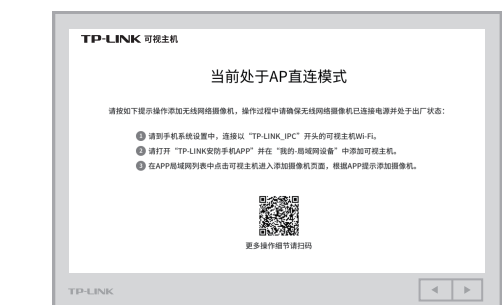 TP-LINK 可视主机
当前处于AP直连模式
请按如下提示操作添加无线网络摄像机，操作过程中请确保无线网络摄像机已连接电源并处于出厂状态：
1 请到手机系统设置中，连接以“TP-LINK_IPC”开头的可视主机Wi-Fi。
2 请打开“TP-LINK安防手机APP”并在“我的-局域网设备”中添加可视主机。
3 在APP局域网列表中点击可视主机进入添加摄像机页面，根据APP提示添加摄像机。
更多操作细节请扫码
TP-LINK